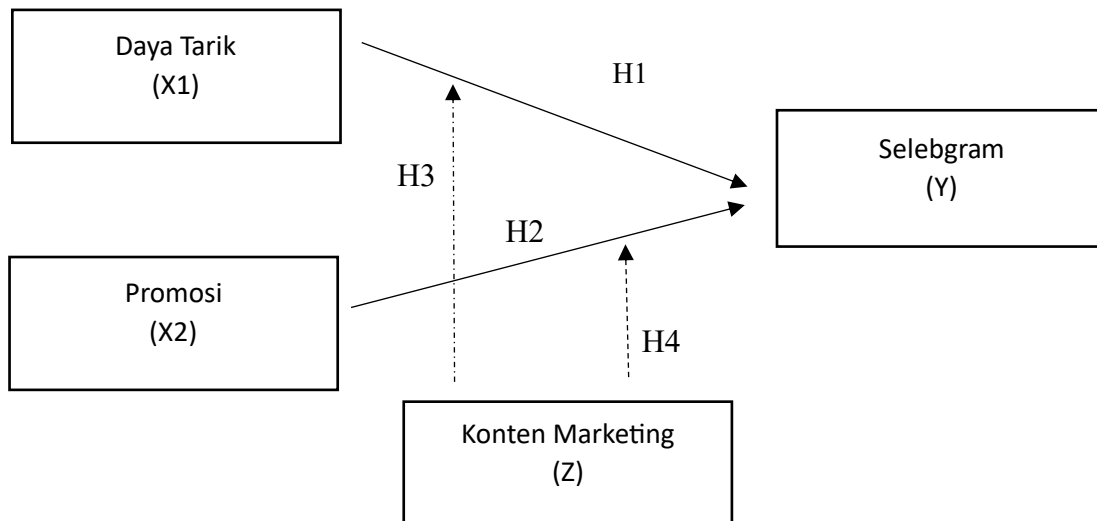 Daya Tarik
(X1)
H1
Selebgram
(Y)
H3
H2
Promosi
(X2)
H4
Konten Marketing
(Z)